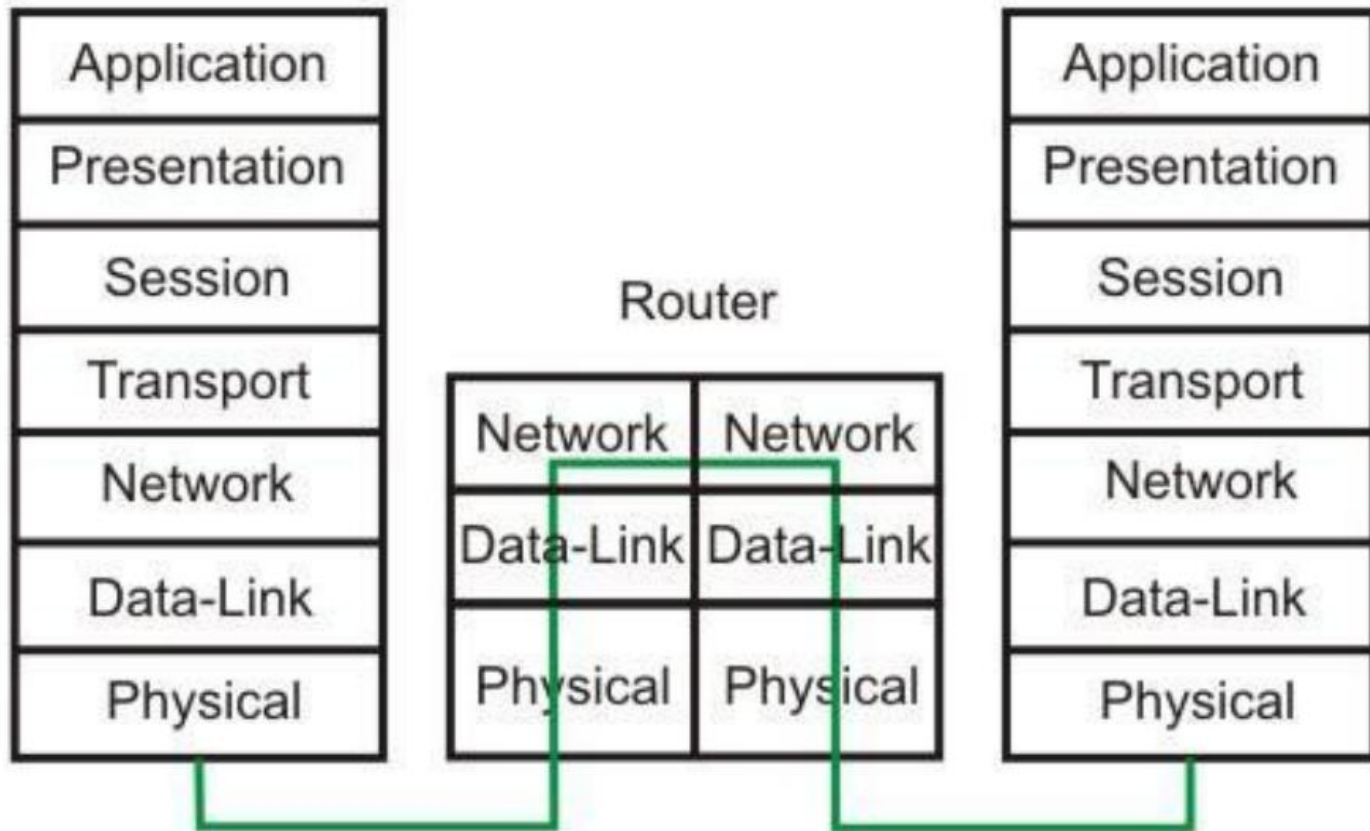 Application
Presentation
Session
Transport
Network
Data-Link
Physical
Router
Network Network
Data-Link Data-Link
Physical Physical
Application
Presentation
Session
Transport
Network
Data-Link
Physical